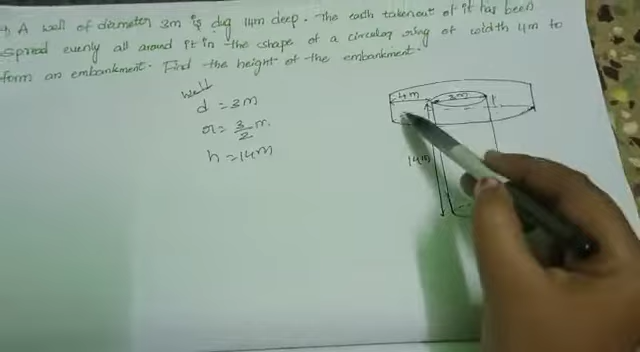 A well of diameter 3m is dug 14m deep. The earth taken out of it has been
spread evenly all around it in the shape of a circular ring of width 4m to
form an embankment. Find the height of the embankment.
well
d = 3m
r = 3/2 m.
h = 14m
4m
3m
14m